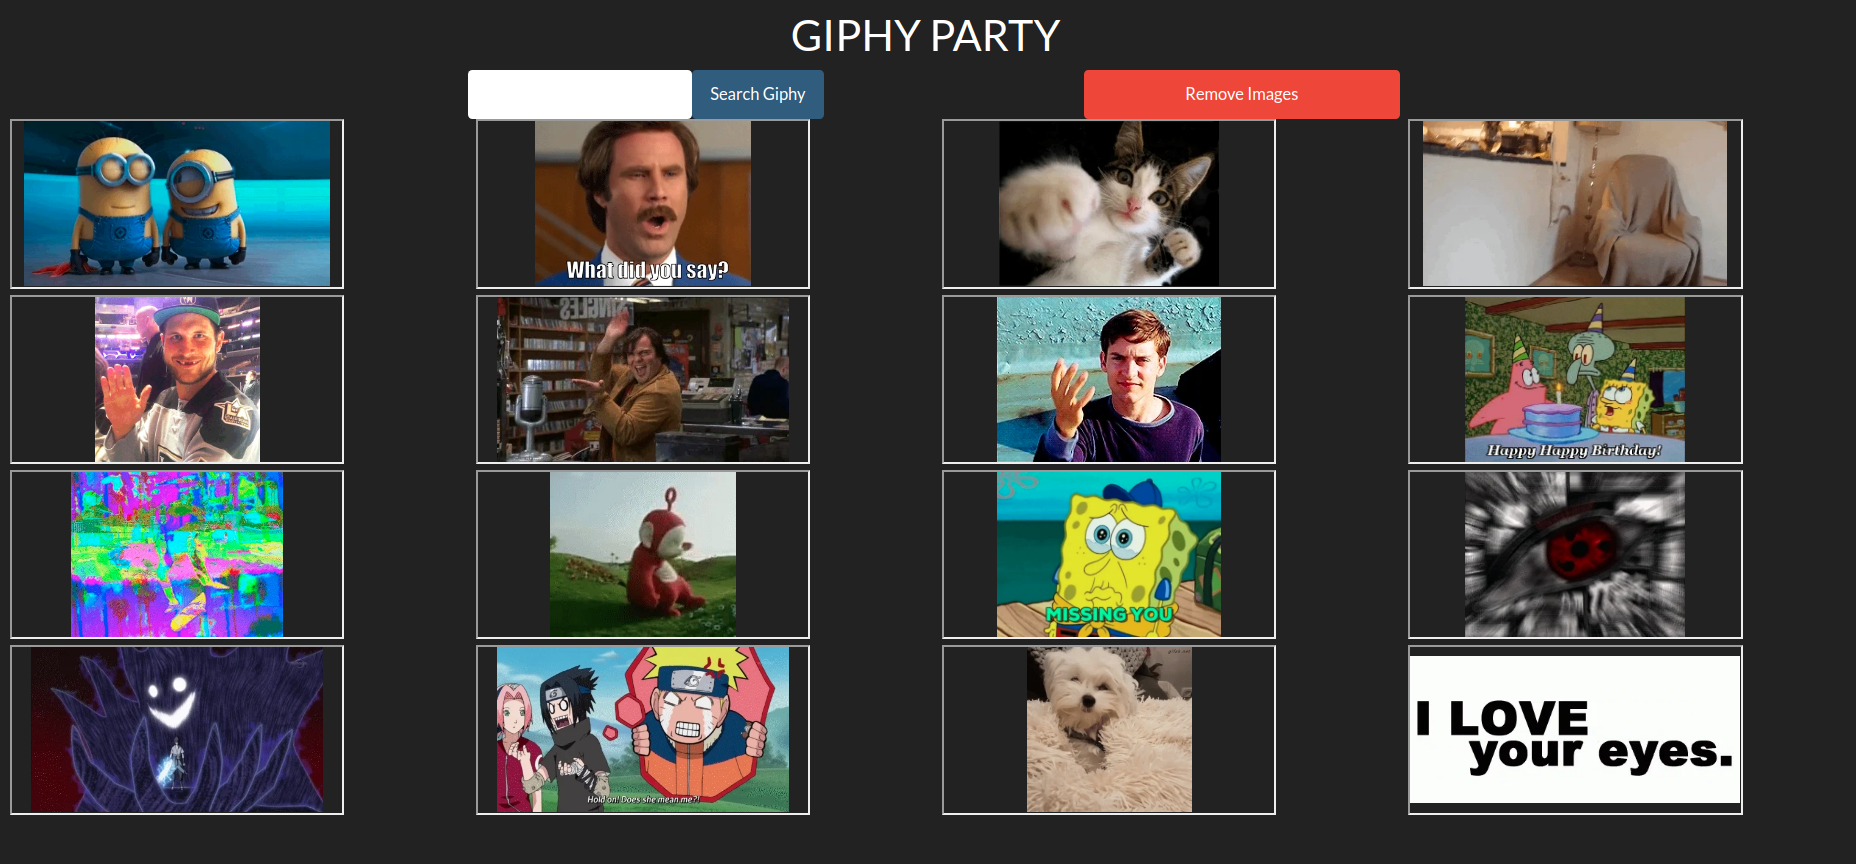 GIPHY PARTY
Search Giphy
Remove Images
What did you say?
Happy Happy Birthday!
MISSING YOU
Hold on! Does she mean me?!
I LOVE
your eyes.